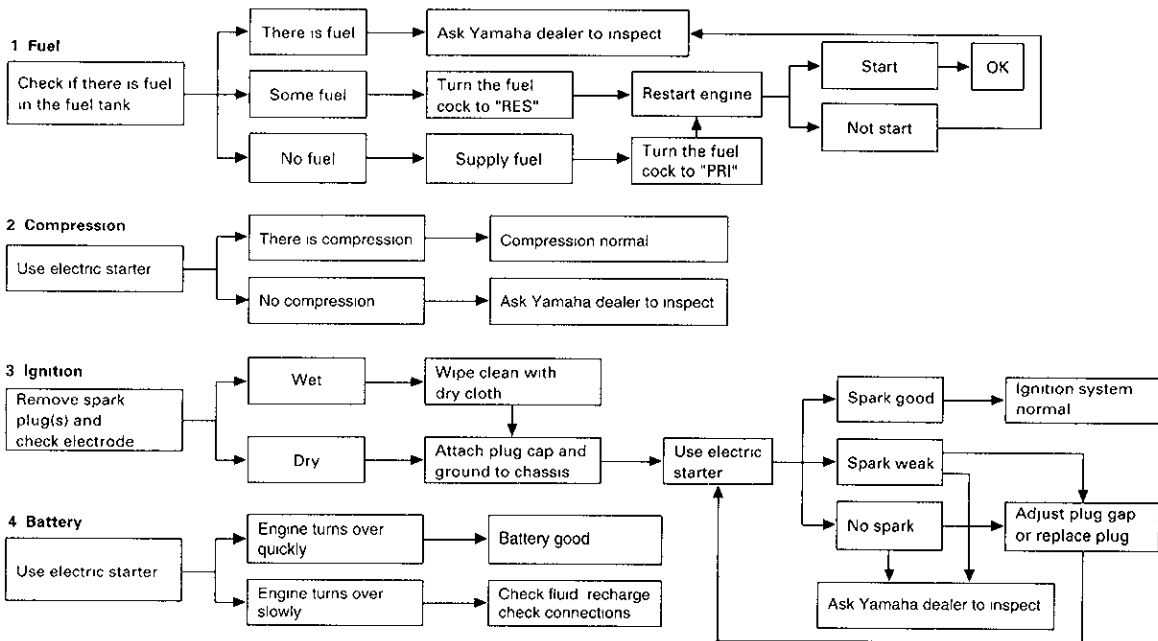 1 Fuel
Check if there is fuel
in the fuel tank
There is fuel
Ask Yamaha dealer to inspect
Some fuel
Turn the fuel
cock to "RES"
Restart engine
Start
OK
Not start
No fuel
Supply fuel
Turn the fuel
cock to "PRI"
2 Compression
Use electric starter
There is compression
Compression normal
No compression
Ask Yamaha dealer to inspect
3 Ignition
Remove spark
plug(s) and
check electrode
Wet
Wipe clean with
dry cloth
Dry
Attach plug cap and
ground to chassis
Use electric
starter
Spark good
Ignition system
normal
Spark weak
No spark
Adjust plug gap
or replace plug
Ask Yamaha dealer to inspect
4 Battery
Use electric starter
Engine turns over
quickly
Battery good
Engine turns over
slowly
Check fluid recharge
check connections